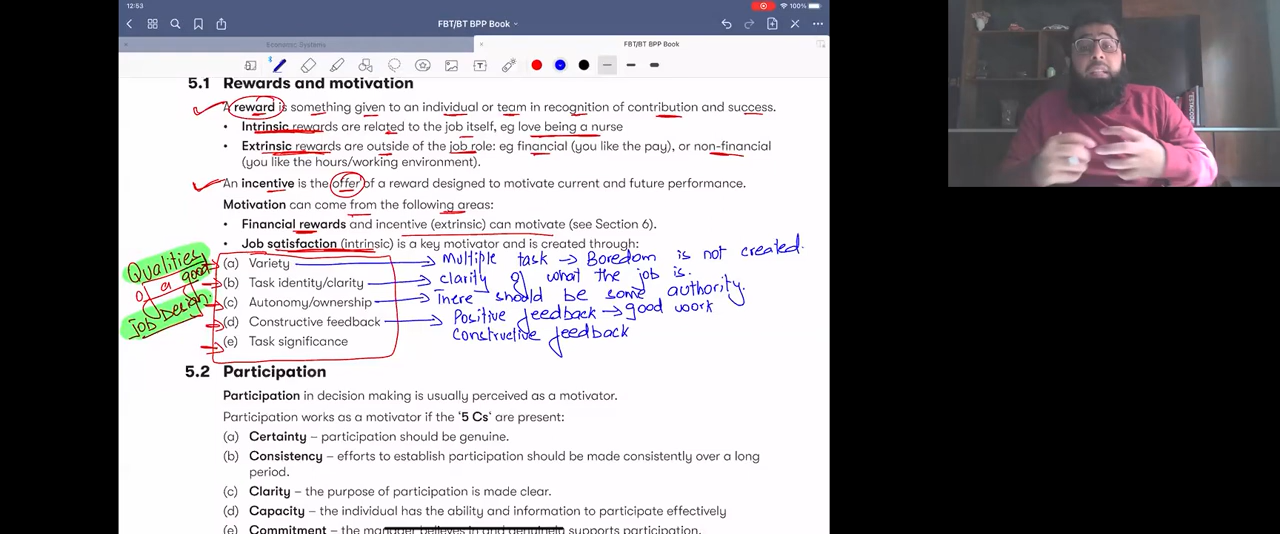 12:53
100%
FBT/BT BPP Book
Economic Systems
FBT/BT BPP Book
5.1 Rewards and motivation
A reward is something given to an individual or team in recognition of contribution and success.
• Intrinsic rewards are related to the job itself, eg love being a nurse
• Extrinsic rewards are outside of the job role: eg financial (you like the pay), or non-financial
(you like the hours/working environment).
An incentive is the offer of a reward designed to motivate current and future performance.
Motivation can come from the following areas:
• Financial rewards and incentive (extrinsic) can motivate (see Section 6).
• Job satisfaction (intrinsic) is a key motivator and is created through:
Qualities
of a good
job Design.
(a) Variety → Multiple task → Boredom is not created.
(b) Task identity/clarity → clarity of what the job is.
(c) Autonomy/ownership → There should be some authority.
(d) Constructive feedback → Positive feedback → good work
Constructive feedback
(e) Task significance
5.2 Participation
Participation in decision making is usually perceived as a motivator.
Participation works as a motivator if the '5 Cs' are present:
(a) Certainty – participation should be genuine.
(b) Consistency – efforts to establish participation should be made consistently over a long
period.
(c) Clarity – the purpose of participation is made clear.
(d) Capacity – the individual has the ability and information to participate effectively
(e) Commitment – the manager believes in and genuinely supports participation.